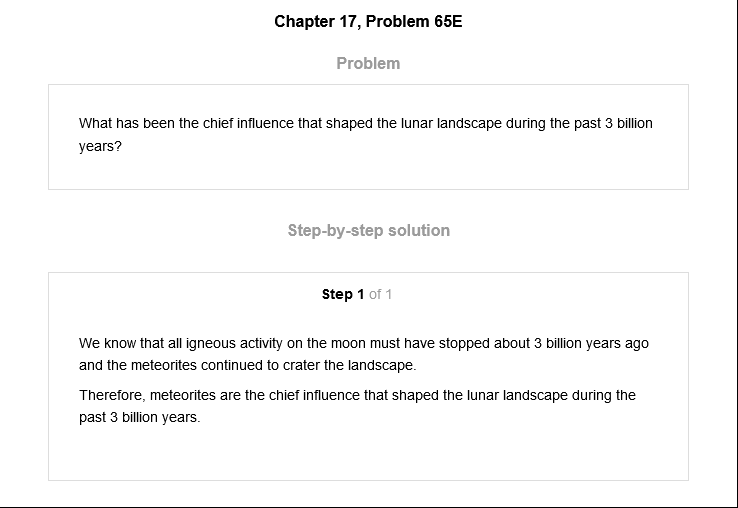 Chapter 17, Problem 65E
Problem
What has been the chief influence that shaped the lunar landscape during the past 3 billion
years?
Step-by-step solution
Step 1 of 1
We know that all igneous activity on the moon must have stopped about 3 billion years ago
and the meteorites continued to crater the landscape.
Therefore, meteorites are the chief influence that shaped the lunar landscape during the
past 3 billion years.